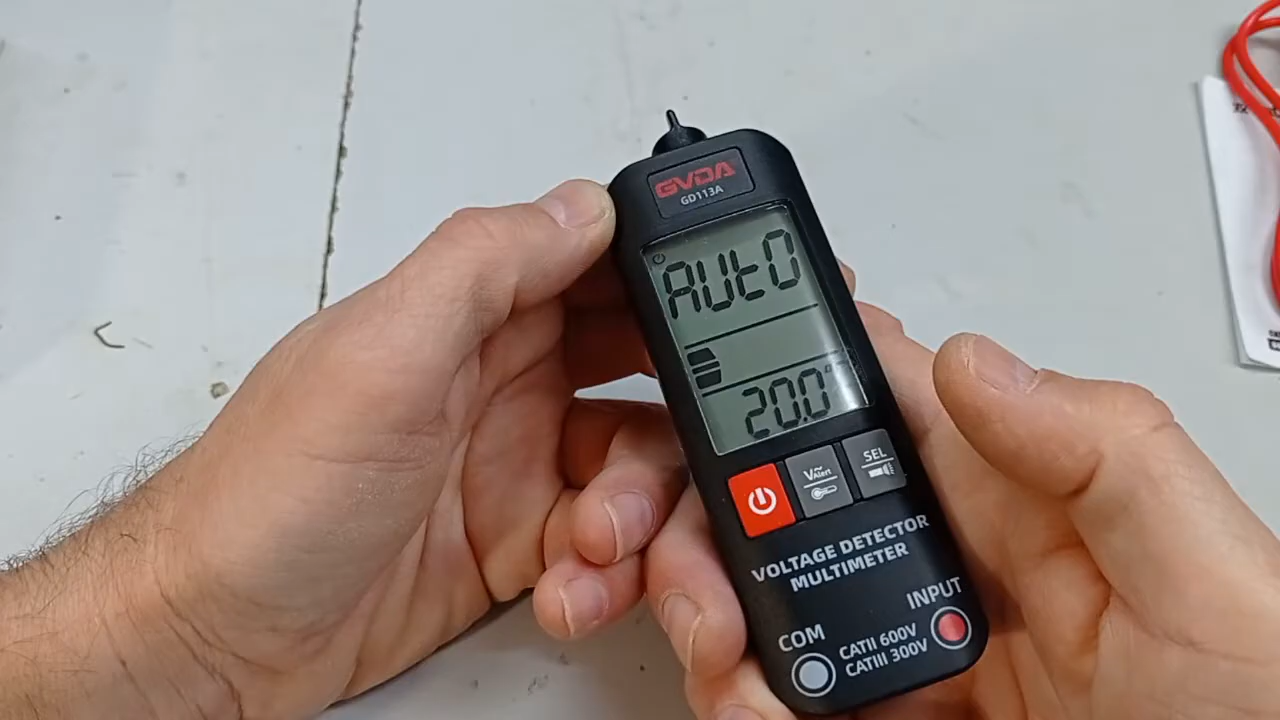 GVDA
GD113A
AUtO
20.0°
V~
Alert
SEL
VOLTAGE DETECTOR
MULTIMETER
INPUT
COM
CATII 600V
CATIII 300V